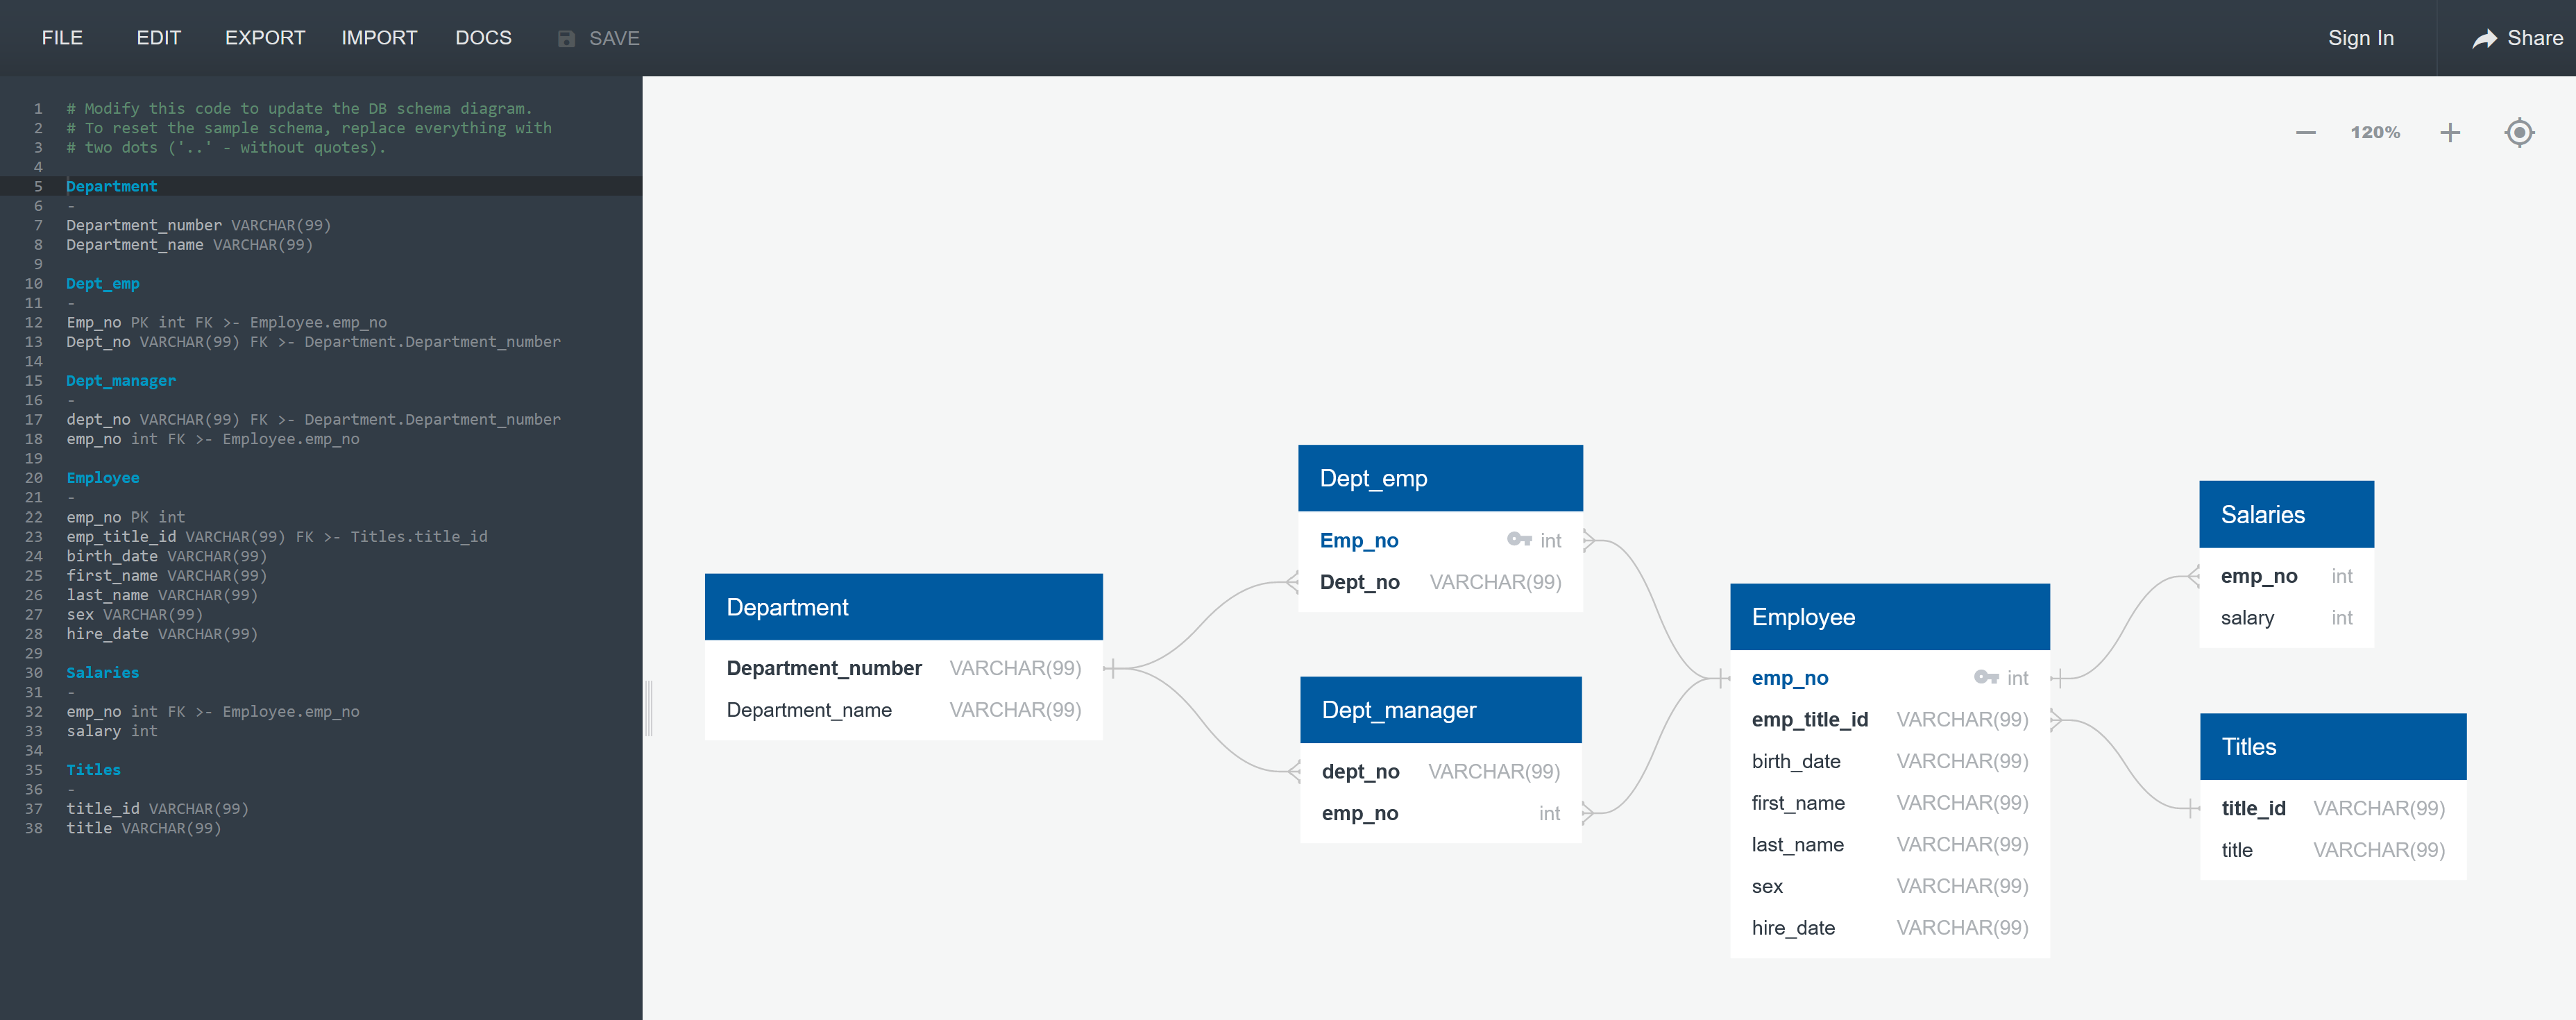 FILE EDIT EXPORT IMPORT DOCS SAVE Sign In Share
1 # Modify this code to update the DB schema diagram.
2 # To reset the sample schema, replace everything with
3 # two dots ('..' - without quotes).
4
5 Department
6 -
7 Department_number VARCHAR(99)
8 Department_name VARCHAR(99)
9
10 Dept_emp
11 -
12 Emp_no PK int FK >- Employee.emp_no
13 Dept_no VARCHAR(99) FK >- Department.Department_number
14
15 Dept_manager
16 -
17 dept_no VARCHAR(99) FK >- Department.Department_number
18 emp_no int FK >- Employee.emp_no
19
20 Employee
21 -
22 emp_no PK int
23 emp_title_id VARCHAR(99) FK >- Titles.title_id
24 birth_date VARCHAR(99)
25 first_name VARCHAR(99)
26 last_name VARCHAR(99)
27 sex VARCHAR(99)
28 hire_date VARCHAR(99)
29
30 Salaries
31 -
32 emp_no int FK >- Employee.emp_no
33 salary int
34
35 Titles
36 -
37 title_id VARCHAR(99)
38 title VARCHAR(99)
120%
Department
Department_number VARCHAR(99)
Department_name VARCHAR(99)
Dept_emp
Emp_no int
Dept_no VARCHAR(99)
Dept_manager
dept_no VARCHAR(99)
emp_no int
Employee
emp_no int
emp_title_id VARCHAR(99)
birth_date VARCHAR(99)
first_name VARCHAR(99)
last_name VARCHAR(99)
sex VARCHAR(99)
hire_date VARCHAR(99)
Salaries
emp_no int
salary int
Titles
title_id VARCHAR(99)
title VARCHAR(99)